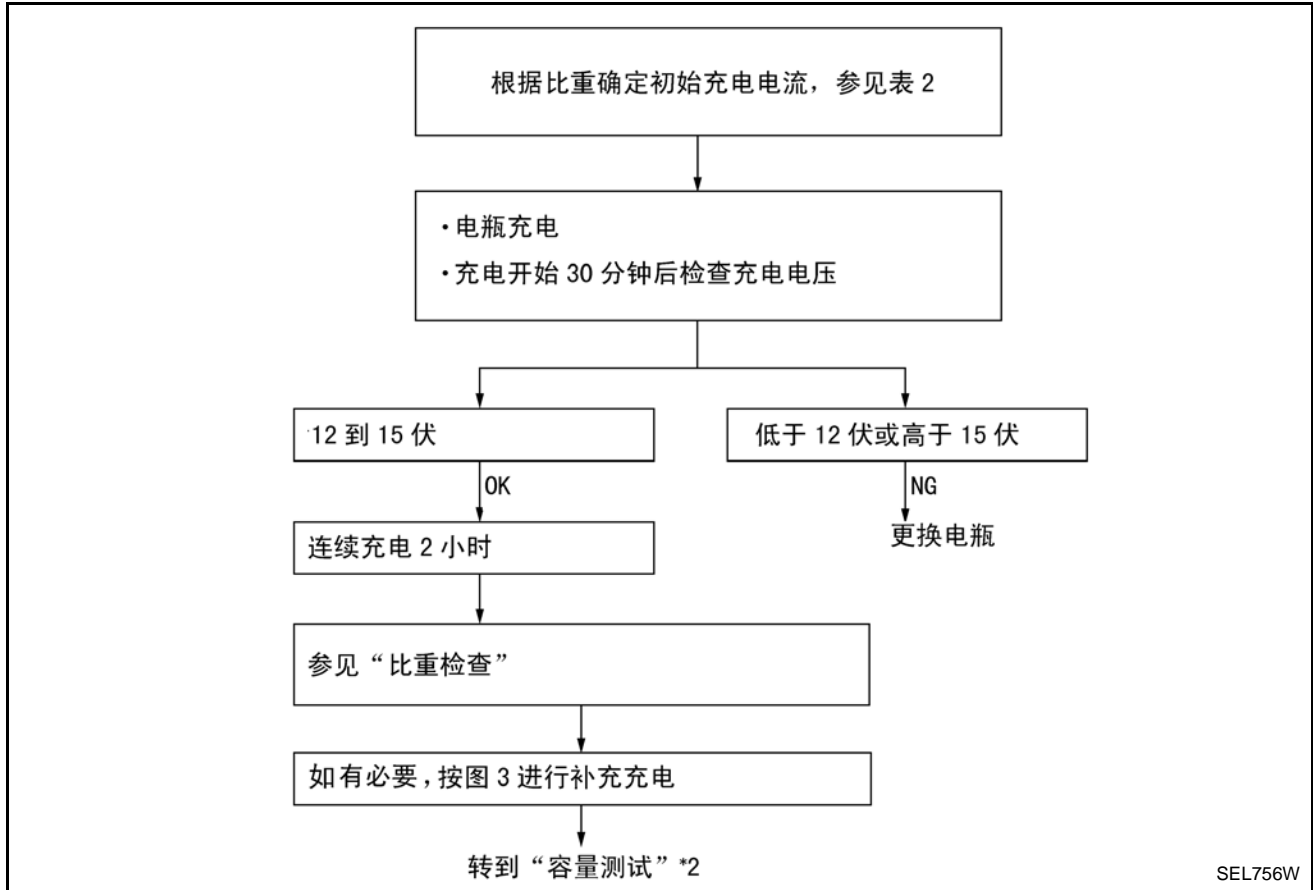 根据比重确定初始充电电流，参见表 2
·电瓶充电
·充电开始 30 分钟后检查充电电压
12 到 15 伏
低于 12 伏或高于 15 伏
OK
NG
连续充电 2 小时
更换电瓶
参见“比重检查”
如有必要，按图 3 进行补充充电
转到“容量测试”*2
SEL756W